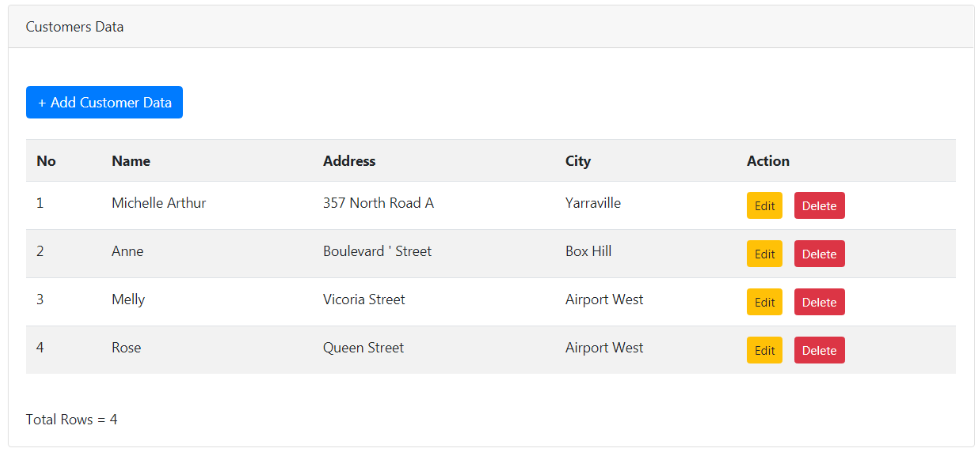 Customers Data
+ Add Customer Data
No Name Address City Action
1 Michelle Arthur 357 North Road A Yarraville Edit Delete
2 Anne Boulevard ' Street Box Hill Edit Delete
3 Melly Vicoria Street Airport West Edit Delete
4 Rose Queen Street Airport West Edit Delete
Total Rows = 4